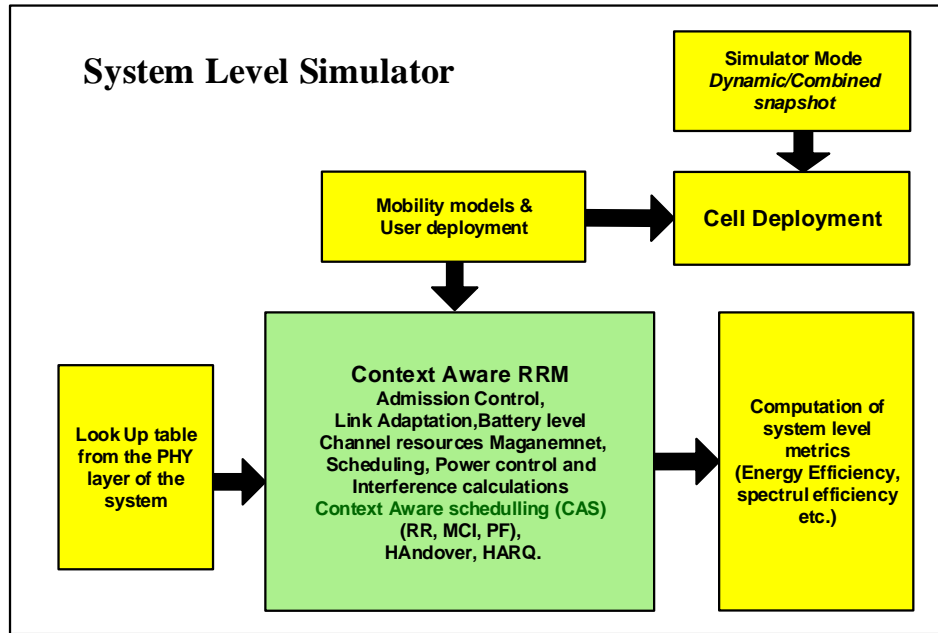 System Level Simulator
Simulator Mode
Dynamic/Combined
snapshot
Mobility models &
User deployment
Cell Deployment
Look Up table
from the PHY
layer of the
system
Context Aware RRM
Admission Control,
Link Adaptation,Battery level
Channel resources Maganemnet,
Scheduling, Power control and
Interference calculations
Context Aware schedulling (CAS)
(RR, MCI, PF),
HAndover, HARQ.
Computation of
system level
metrics
(Energy Efficiency,
spectrul efficiency
etc.)